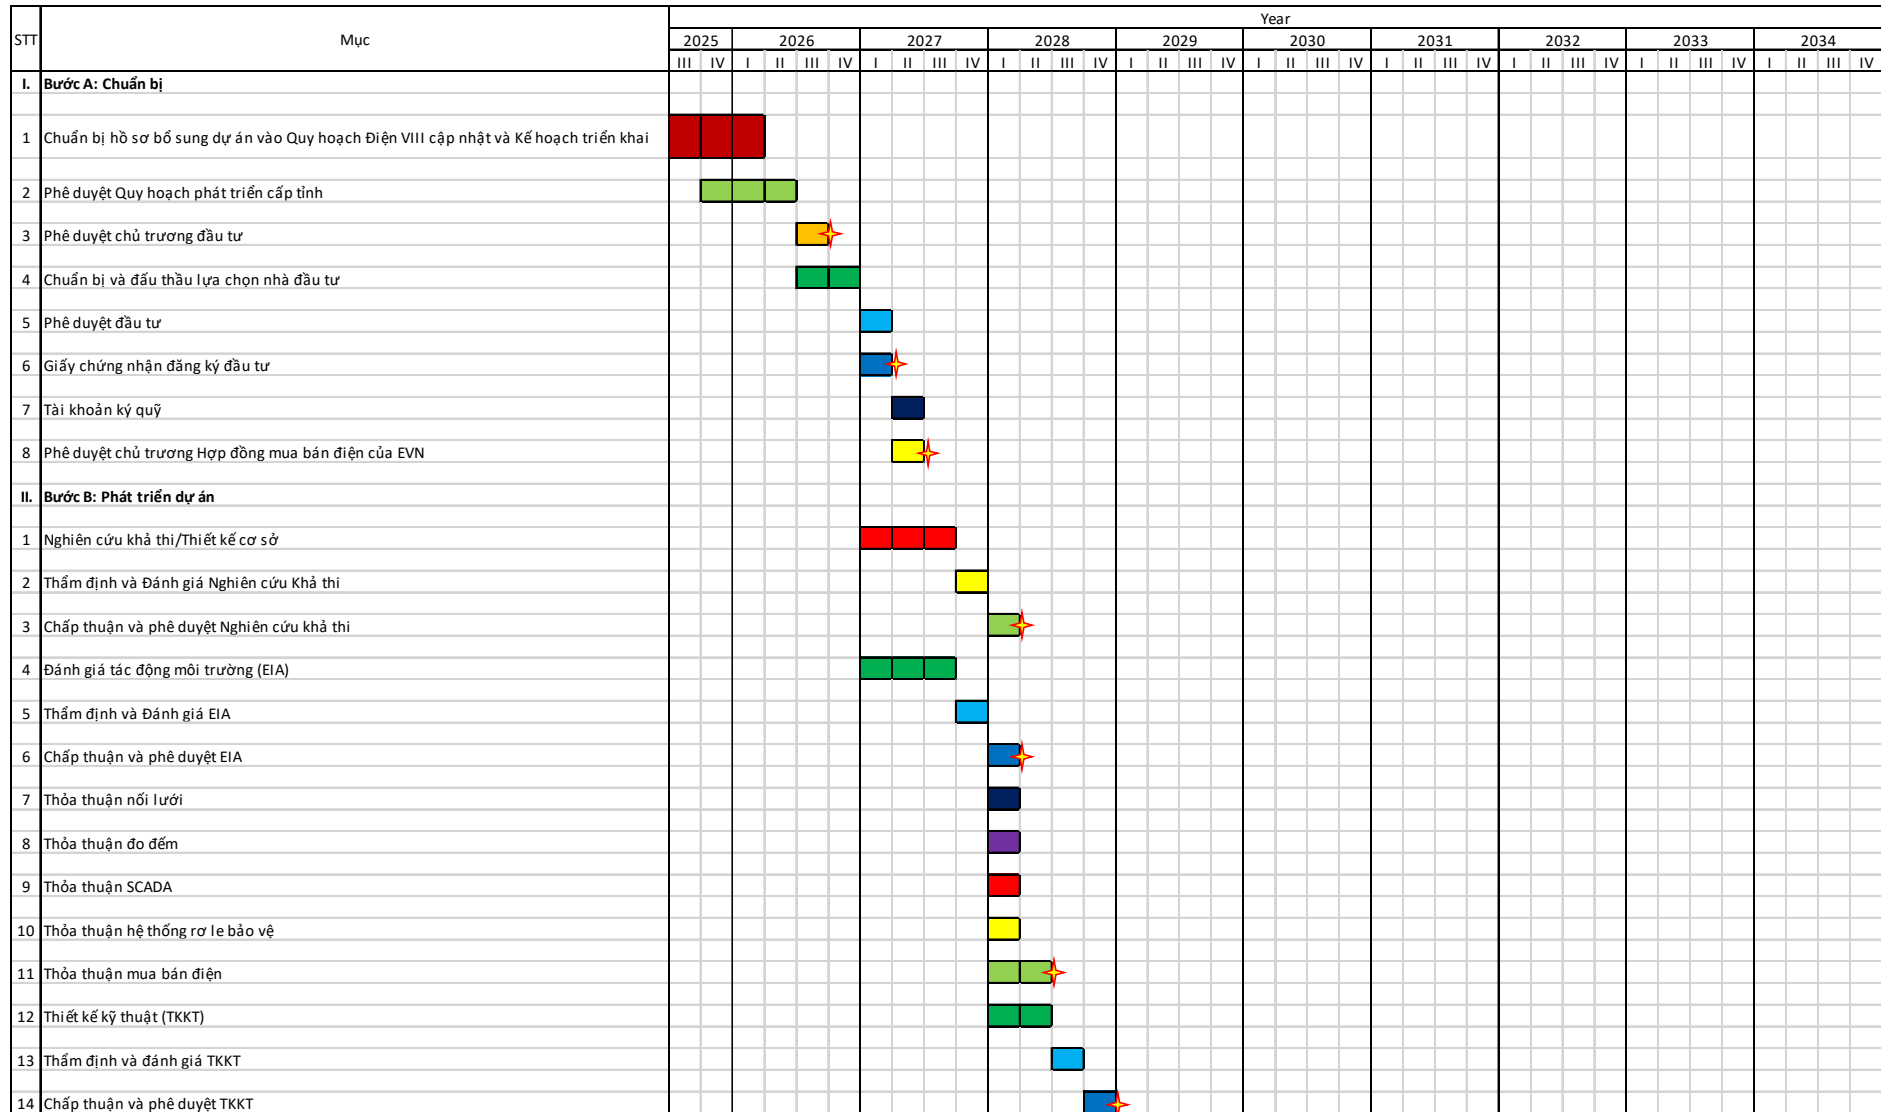 Year
STT Mục 2025 2026 2027 2028 2029 2030 2031 2032 2033 2034
III IV I II III IV I II III IV I II III IV I II III IV I II III IV I II III IV I II III IV I II III IV I II III IV
I. Bước A: Chuẩn bị
1 Chuẩn bị hồ sơ bổ sung dự án vào Quy hoạch Điện VIII cập nhật và Kế hoạch triển khai
2 Phê duyệt Quy hoạch phát triển cấp tỉnh
3 Phê duyệt chủ trương đầu tư
4 Chuẩn bị và đấu thầu lựa chọn nhà đầu tư
5 Phê duyệt đầu tư
6 Giấy chứng nhận đăng ký đầu tư
7 Tài khoản ký quỹ
8 Phê duyệt chủ trương Hợp đồng mua bán điện của EVN
II. Bước B: Phát triển dự án
1 Nghiên cứu khả thi/Thiết kế cơ sở
2 Thẩm định và Đánh giá Nghiên cứu Khả thi
3 Chấp thuận và phê duyệt Nghiên cứu khả thi
4 Đánh giá tác động môi trường (EIA)
5 Thẩm định và Đánh giá EIA
6 Chấp thuận và phê duyệt EIA
7 Thỏa thuận nối lưới
8 Thỏa thuận đo đếm
9 Thỏa thuận SCADA
10 Thỏa thuận hệ thống rơ le bảo vệ
11 Thỏa thuận mua bán điện
12 Thiết kế kỹ thuật (TKKT)
13 Thẩm định và đánh giá TKKT
14 Chấp thuận và phê duyệt TKKT